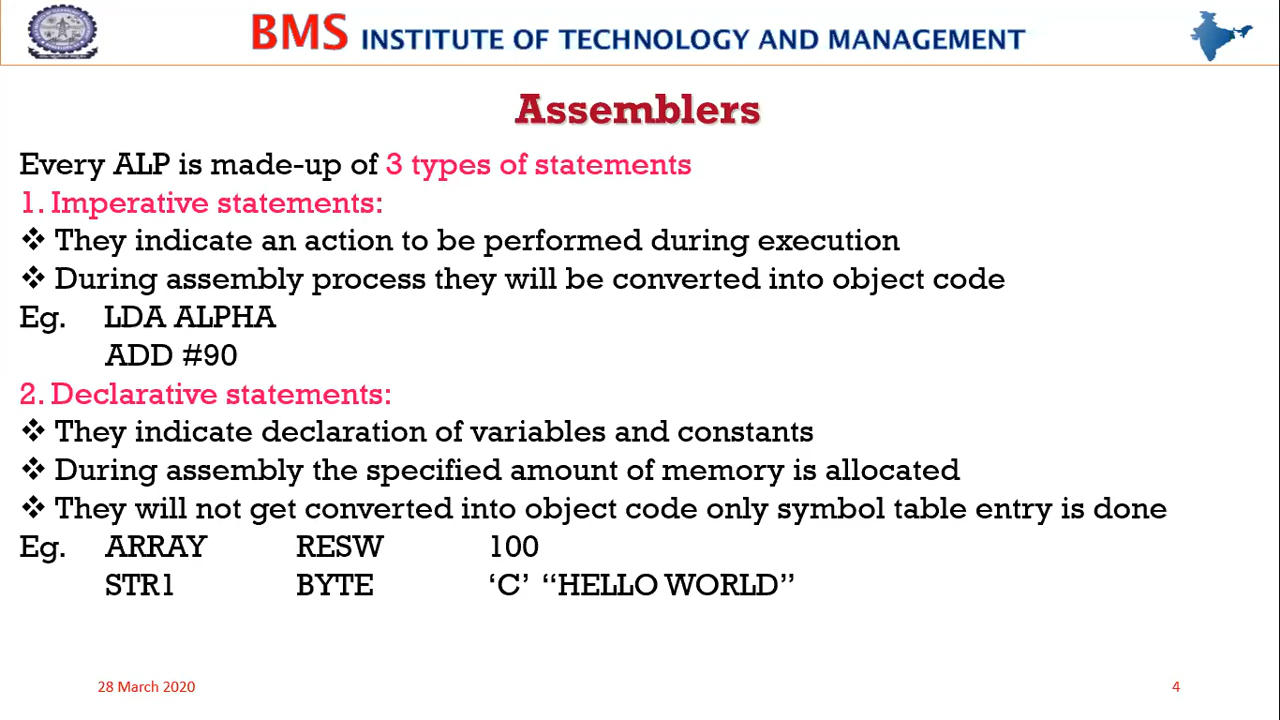 BMS INSTITUTE OF TECHNOLOGY AND MANAGEMENT
Assemblers
Every ALP is made-up of 3 types of statements
1. Imperative statements:
❖ They indicate an action to be performed during execution
❖ During assembly process they will be converted into object code
Eg. LDA ALPHA
ADD #90
2. Declarative statements:
❖ They indicate declaration of variables and constants
❖ During assembly the specified amount of memory is allocated
❖ They will not get converted into object code only symbol table entry is done
Eg. ARRAY RESW 100
STR1 BYTE ‘C’ “HELLO WORLD”
28 March 2020 4